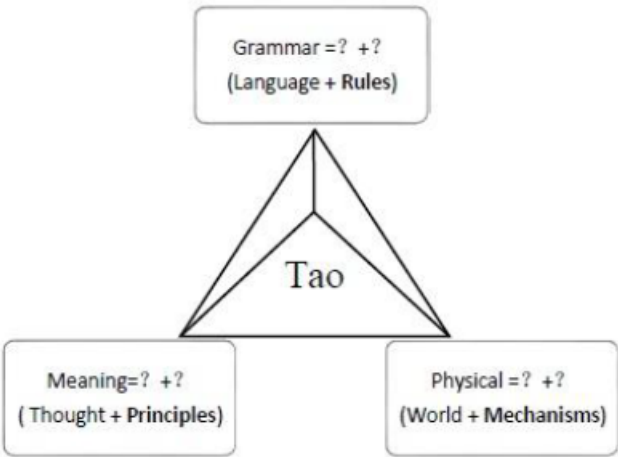 Grammar =? +?
(Language + Rules)
Tao
Meaning=? +?
( Thought + Principles)
Physical =? +?
(World + Mechanisms)